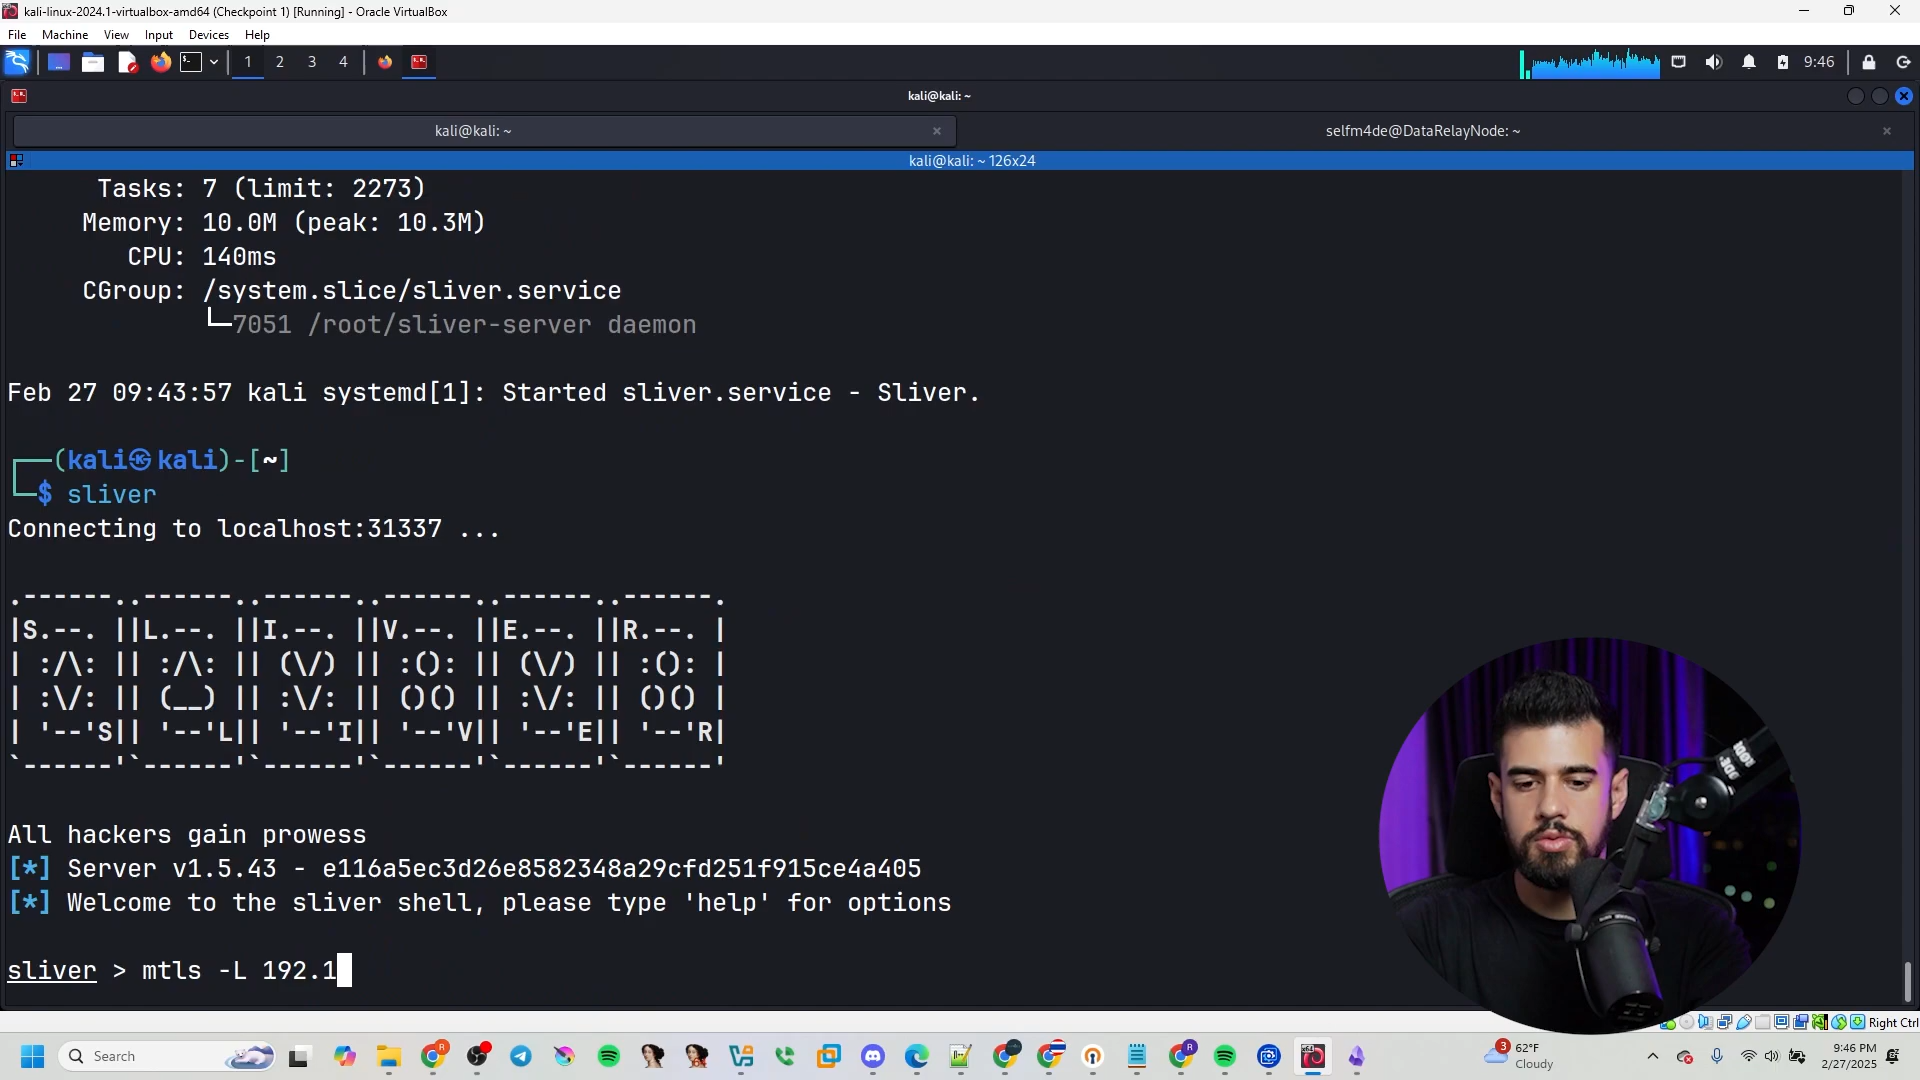 kali-linux-2024.1-virtualbox-amd64 (Checkpoint 1) [Running] - Oracle VirtualBox
File Machine View Input Devices Help
1 2 3 4 9:46
kali@kali: ~
kali@kali: ~ × selfm4de@DataRelayNode: ~ ×
kali@kali: ~ 126x24
Tasks: 7 (limit: 2273)
Memory: 10.0M (peak: 10.3M)
CPU: 140ms
CGroup: /system.slice/sliver.service
└─7051 /root/sliver-server daemon
Feb 27 09:43:57 kali systemd[1]: Started sliver.service - Sliver.
┌──(kali㉿kali)-[~]
└─$ sliver
Connecting to localhost:31337 ...
.------..------..------..------..------..------.
|S.--. ||L.--. ||I.--. ||V.--. ||E.--. ||R.--. |
| :/\: || :/\: || (\/) || :(): || (\/) || :(): |
| :\/: || (__) || :\/: || ()() || :\/: || ()() |
| '--'S|| '--'L|| '--'I|| '--'V|| '--'E|| '--'R|
`------'`------'`------'`------'`------'`------'
All hackers gain prowess
[*] Server v1.5.43 - e116a5ec3d26e8582348a29cfd251f915ce4a405
[*] Welcome to the sliver shell, please type 'help' for options
sliver > mtls -L 192.1
Right Ctrl
Search
3
62°F
Cloudy
9:46 PM
2/27/2025